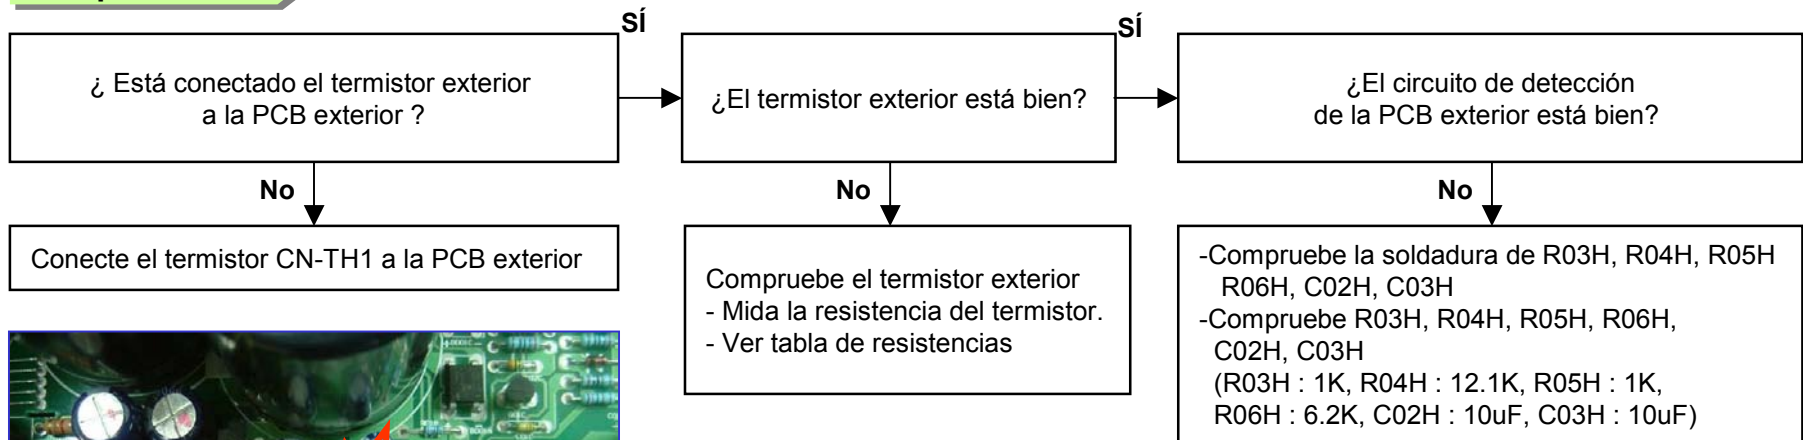 SÍ
SÍ
¿ Está conectado el termistor exterior
a la PCB exterior ?
¿El termistor exterior está bien?
¿El circuito de detección
de la PCB exterior está bien?
No
No
No
Conecte el termistor CN-TH1 a la PCB exterior
Compruebe el termistor exterior
- Mida la resistencia del termistor.
- Ver tabla de resistencias
-Compruebe la soldadura de R03H, R04H, R05H
R06H, C02H, C03H
-Compruebe R03H, R04H, R05H, R06H,
C02H, C03H
(R03H : 1K, R04H : 12.1K, R05H : 1K,
R06H : 6.2K, C02H : 10uF, C03H : 10uF)